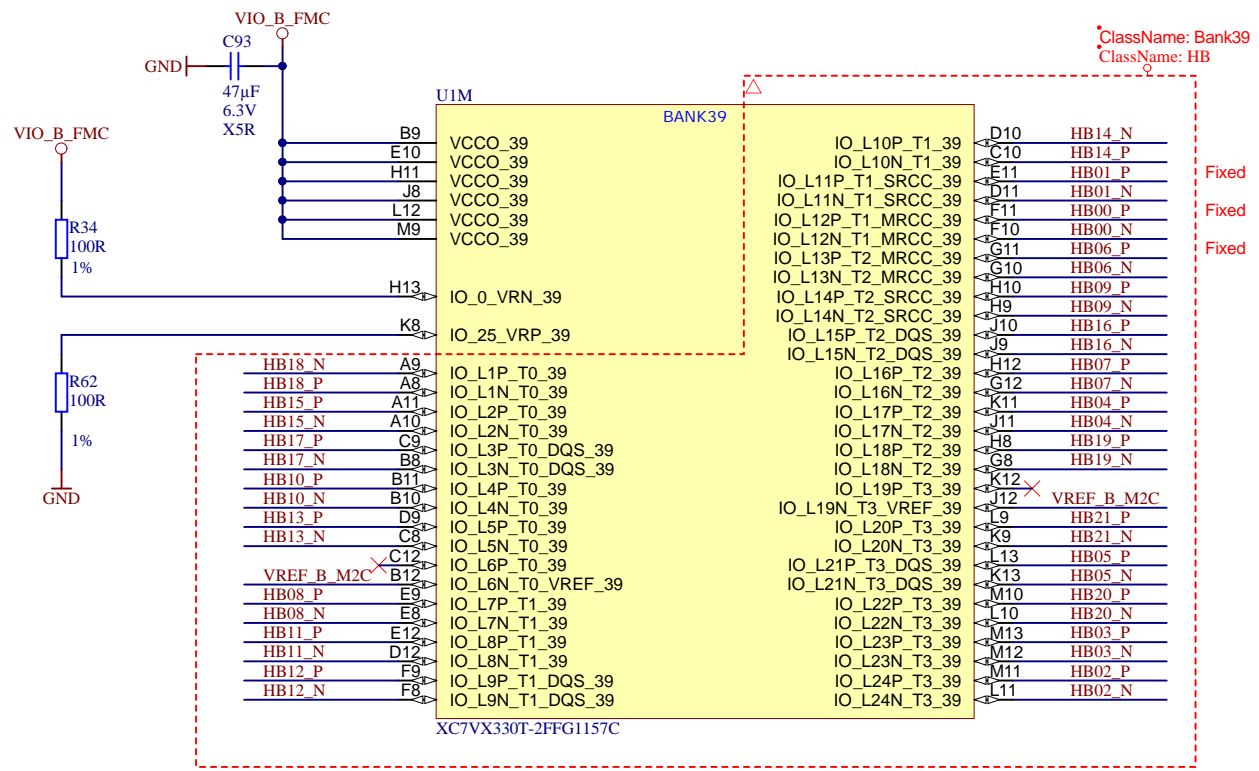 VIO_B_FMC
C93
GND
47µF
6.3V
X5R
ClassName: Bank39
ClassName: HB
VIO_B_FMC
R34
100R
1%
R62
100R
1%
GND
U1M
BANK39
B9 VCCO_39
E10 VCCO_39
H11 VCCO_39
J8 VCCO_39
L12 VCCO_39
M9 VCCO_39
H13 IO_0_VRN_39
K8 IO_25_VRP_39
HB18_N A9 IO_L1P_T0_39
HB18_P A8 IO_L1N_T0_39
HB15_P A11 IO_L2P_T0_39
HB15_N A10 IO_L2N_T0_39
HB17_P C9 IO_L3P_T0_DQS_39
HB17_N B8 IO_L3N_T0_DQS_39
HB10_P B11 IO_L4P_T0_39
HB10_N B10 IO_L4N_T0_39
HB13_P D9 IO_L5P_T0_39
HB13_N C8 IO_L5N_T0_39
C12 IO_L6P_T0_39
VREF_B_M2C B12 IO_L6N_T0_VREF_39
HB08_P E9 IO_L7P_T1_39
HB08_N E8 IO_L7N_T1_39
HB11_P E12 IO_L8P_T1_39
HB11_N D12 IO_L8N_T1_39
HB12_P F9 IO_L9P_T1_DQS_39
HB12_N F8 IO_L9N_T1_DQS_39
IO_L10P_T1_39 D10 HB14_N
IO_L10N_T1_39 C10 HB14_P
IO_L11P_T1_SRCC_39 E11 HB01_P Fixed
IO_L11N_T1_SRCC_39 D11 HB01_N
IO_L12P_T1_MRCC_39 F11 HB00_P Fixed
IO_L12N_T1_MRCC_39 F10 HB00_N
IO_L13P_T2_MRCC_39 G11 HB06_P Fixed
IO_L13N_T2_MRCC_39 G10 HB06_N
IO_L14P_T2_SRCC_39 H10 HB09_P
IO_L14N_T2_SRCC_39 H9 HB09_N
IO_L15P_T2_DQS_39 J10 HB16_P
IO_L15N_T2_DQS_39 J9 HB16_N
IO_L16P_T2_39 H12 HB07_P
IO_L16N_T2_39 G12 HB07_N
IO_L17P_T2_39 K11 HB04_P
IO_L17N_T2_39 J11 HB04_N
IO_L18P_T2_39 H8 HB19_P
IO_L18N_T2_39 G8 HB19_N
IO_L19P_T3_39 K12
IO_L19N_T3_VREF_39 J12 VREF_B_M2C
IO_L20P_T3_39 L9 HB21_P
IO_L20N_T3_39 K9 HB21_N
IO_L21P_T3_DQS_39 L13 HB05_P
IO_L21N_T3_DQS_39 K13 HB05_N
IO_L22P_T3_39 M10 HB20_P
IO_L22N_T3_39 L10 HB20_N
IO_L23P_T3_39 M13 HB03_P
IO_L23N_T3_39 M12 HB03_N
IO_L24P_T3_39 M11 HB02_P
IO_L24N_T3_39 L11 HB02_N
XC7VX330T-2FFG1157C